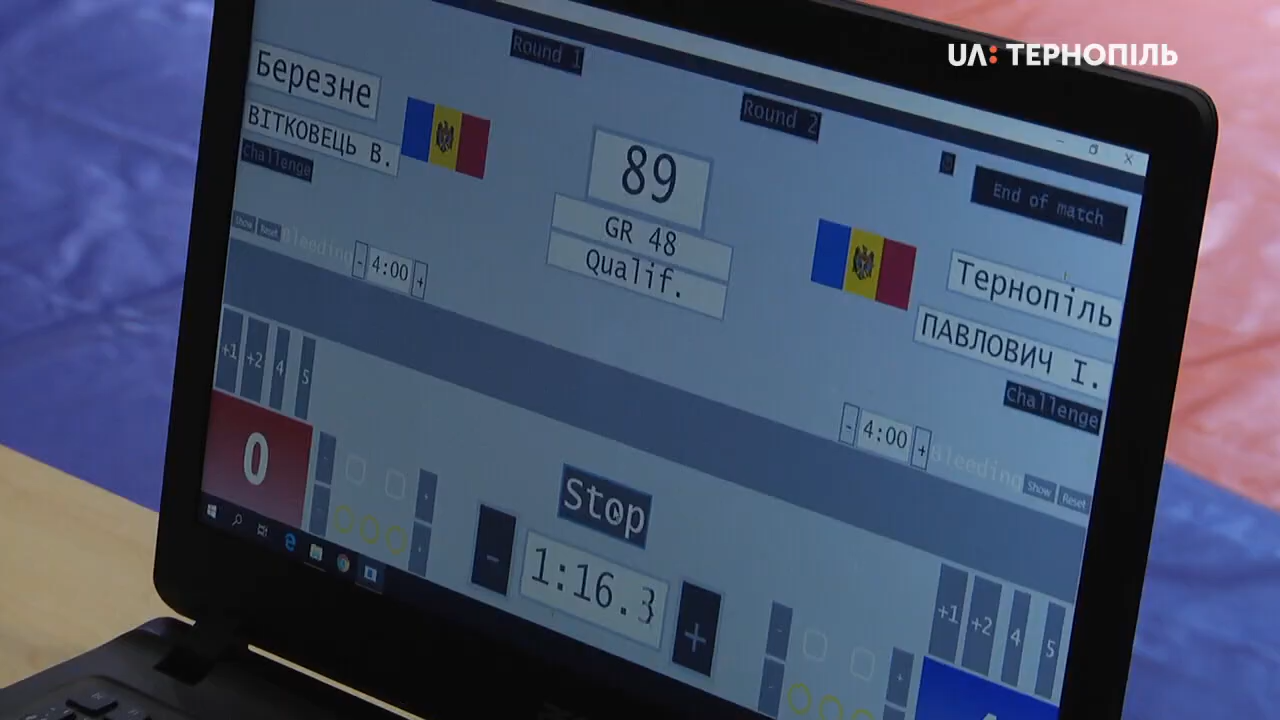 UA: ТЕРНОПІЛЬ
Round 1
Березне
ВІТКОВЕЦЬ В.
Challenge
Round 2
89
GR 48
Qualif.
End of match
Тернопіль
ПАВЛОВИЧ І.
Challenge
Show Reset Bleeding - 4:00 +
- 4:00 + Bleeding Show Reset
+1 +2 4 5
0
Stop
- 1:16.3 +
+1 +2 4 5